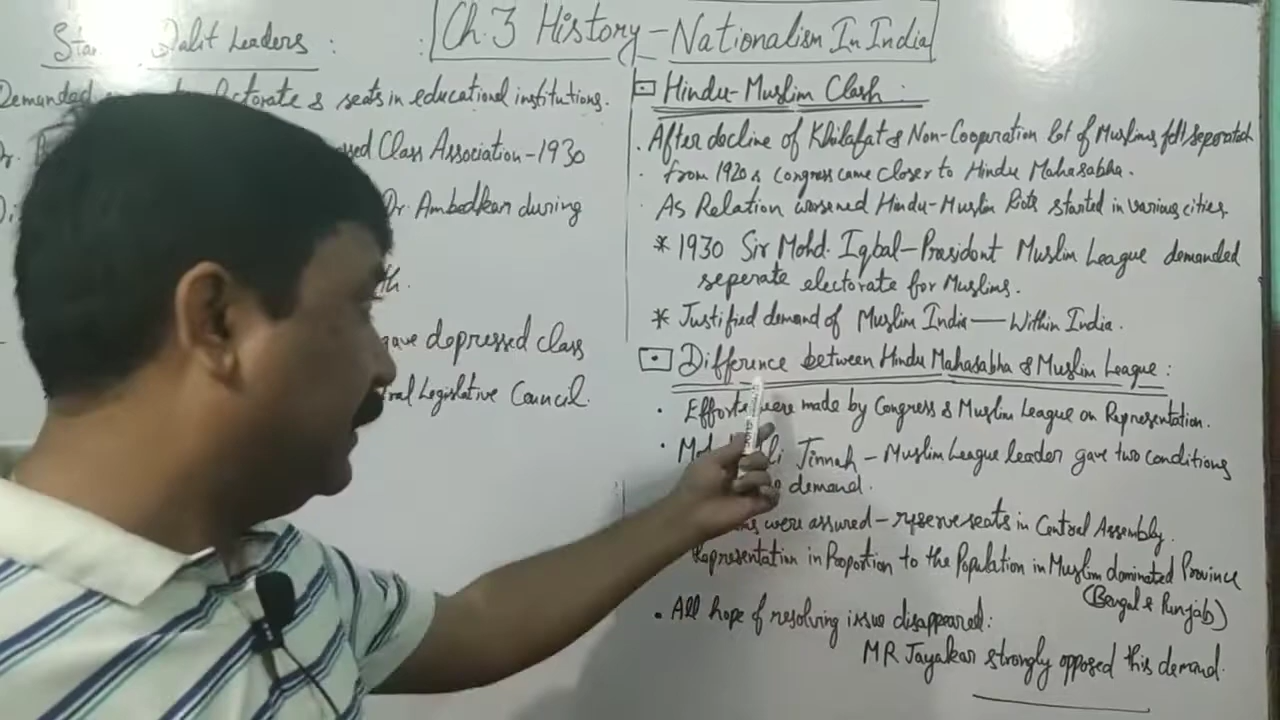 Ch. 3 History - Nationalism In India
Dalit Leaders :
Demanded & seats in educational institutions.
Dr. Class Association - 1930
Dr. Ambedkar during
gave depressed class
Legislative Council.
Hindu-Muslim Clash.
. After decline of Khilafat & Non-Cooperation lot of Muslims felt seperated
. from 1920s Congress came closer to Hindu Mahasabha.
. As Relation worsened Hindu-Muslim Riots started in various cities.
* 1930 Sir Mohd. Iqbal - President Muslim League demanded
seperate electorate for Muslims.
* Justified demand of Muslim India — Within India.
Difference between Hindu Mahasabha & Muslim League :
. Efforts were made by Congress & Muslim League on Representation.
. Jinnah - Muslim League leader gave two conditions
demand.
were assured - reserve seats in Central Assembly.
Representation in Proportion to the Population in Muslim dominated Province
(Bengal & Punjab)
. All hope of resolving issue disappeared:
MR Jayakar strongly opposed this demand.